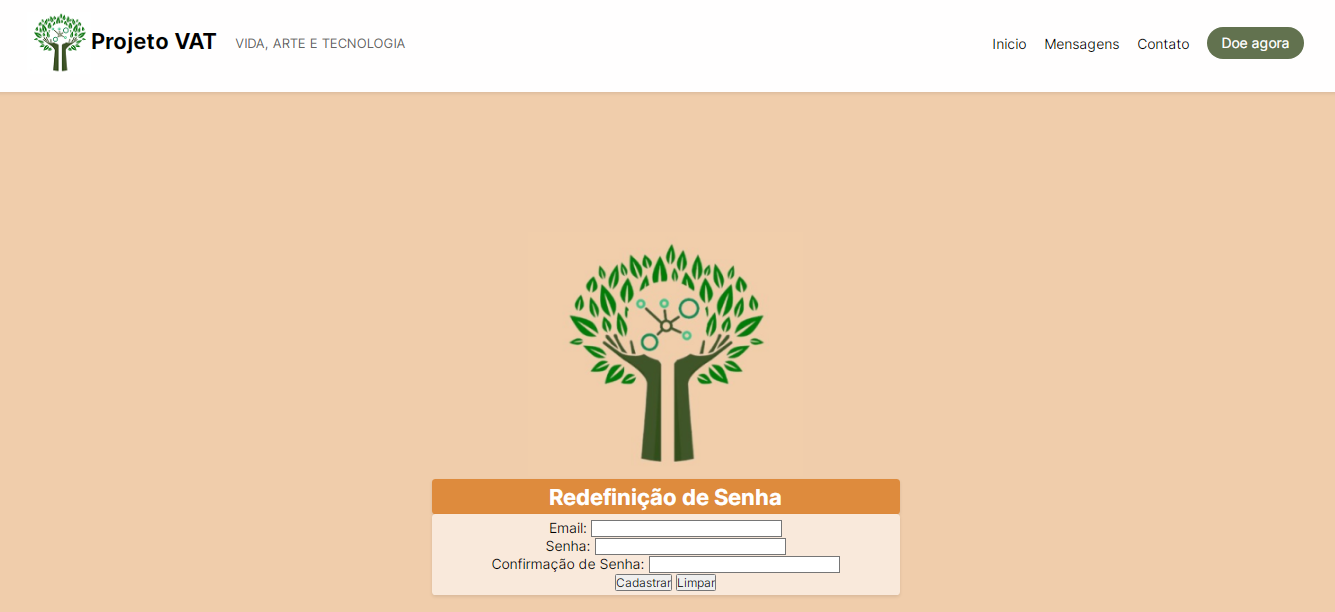 Projeto VAT VIDA, ARTE E TECNOLOGIA Inicio Mensagens Contato Doe agora
Redefinição de Senha
Email:
Senha:
Confirmação de Senha:
Cadastrar Limpar